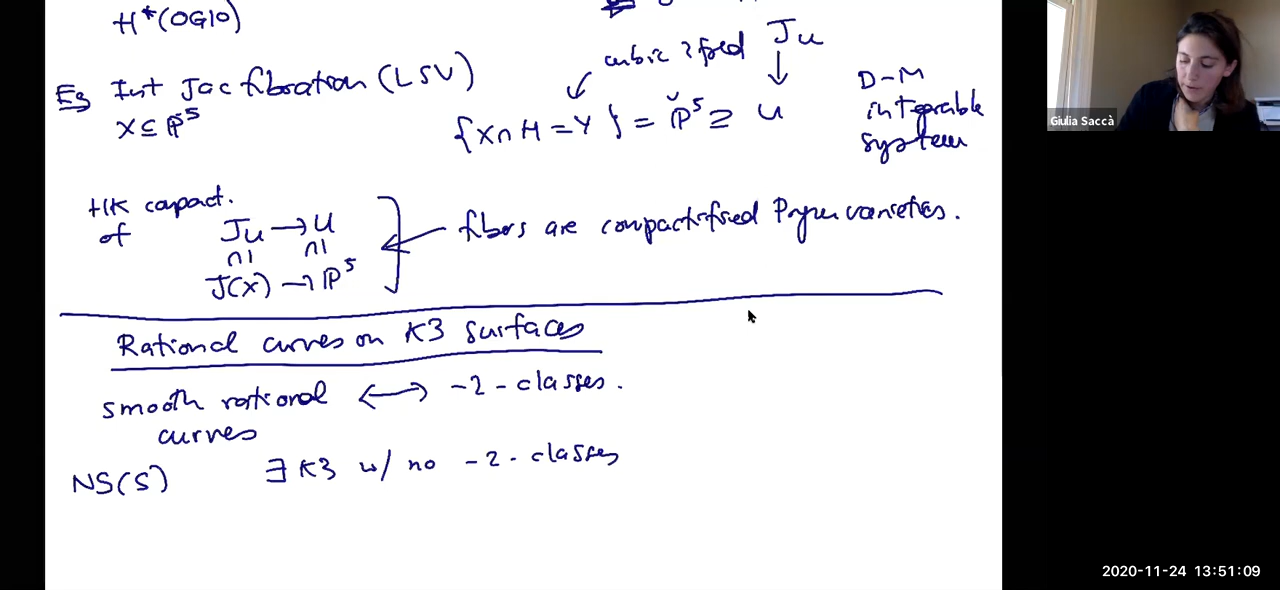 H*(OG10)
Eg Int Jac fibration (LSV)
X ⊆ P⁵
cubic 3fold J_U
↙ ↓
{X∩H = Y} = P̌⁵ ⊇ U
D-M
integrable
system
HK compact.
of J_U → U
∩| ∩|
J(X) → P⁵
fibers are compactified Prym varieties.
Rational curves on K3 surfaces
smooth rational ⟷ -2-classes.
curves
NS(S) ∃ K3 w/ no -2-classes
Giulia Saccà
2020-11-24 13:51:09